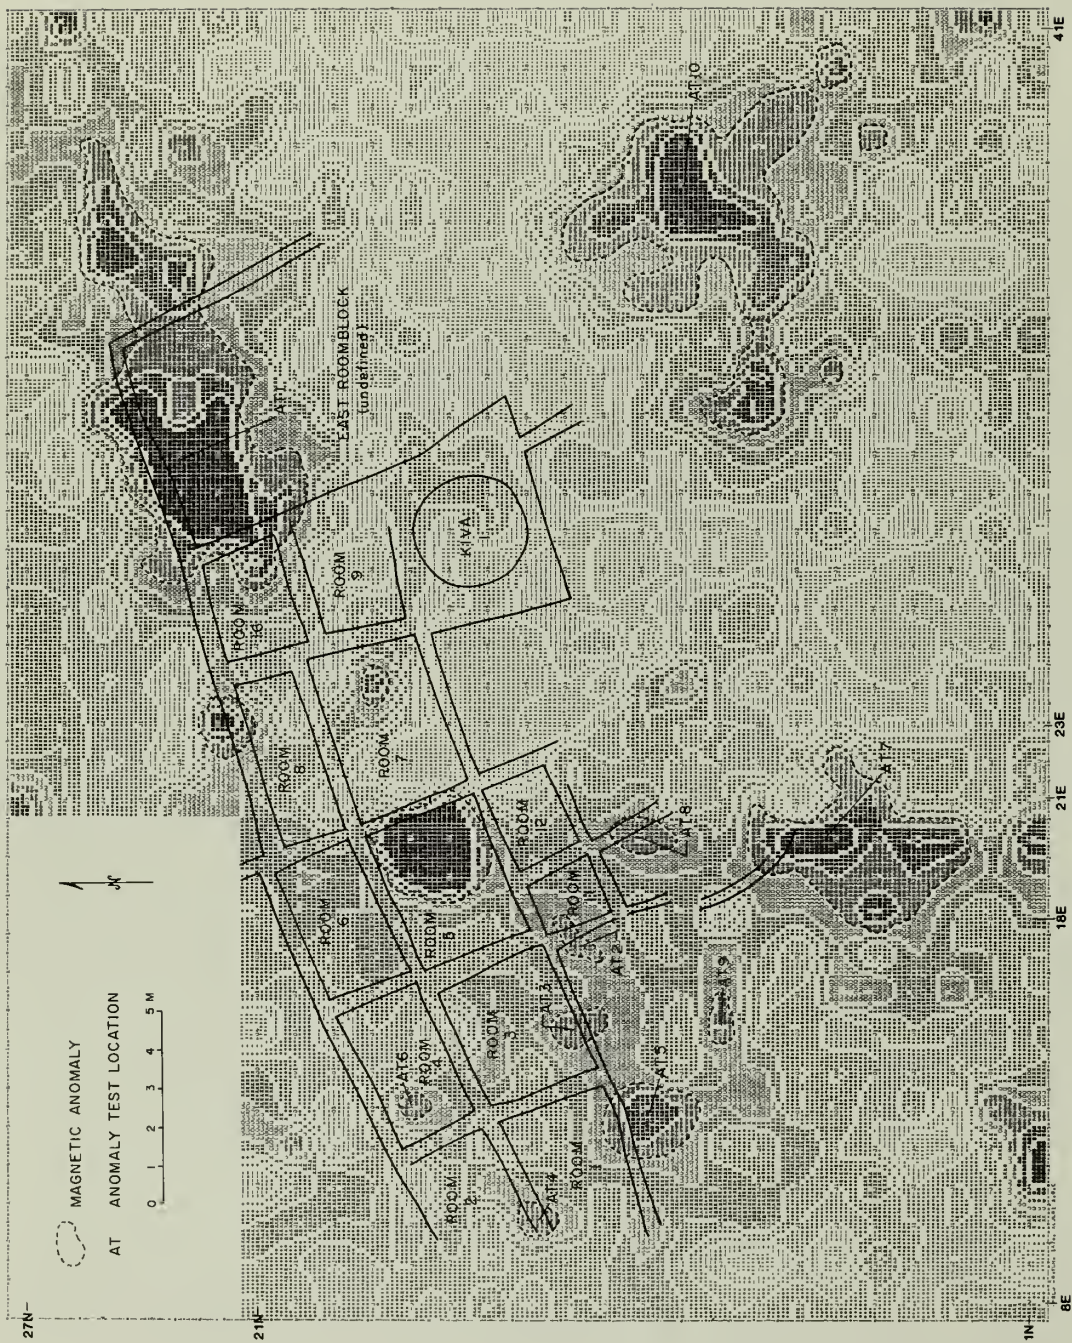 MAGNETIC ANOMALY
AT ANOMALY TEST LOCATION
0 1 2 3 4 5 M
N
27N
21N
1N
8E
18E
21E
23E
41E
AT 1
EAST ROOMBLOCK
(undefined)
ROOM
16
ROOM
9
KIVA
1
ROOM
8
ROOM
7
ROOM
6
ROOM
5
ROOM
12
ROOM
AT 8
AT 7
AT 2
AT 3
AT 9
AT 5
AT 6
ROOM
4
ROOM
ROOM
2
AT 4
ROOM
AT 10